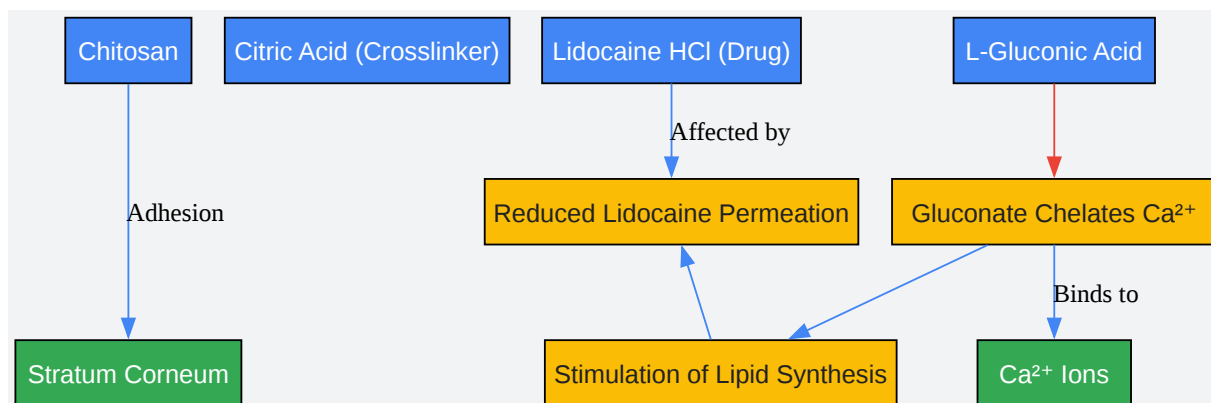 Chitosan
Citric Acid (Crosslinker)
Lidocaine HCl (Drug)
L-Gluconic Acid
Affected by
Adhesion
Reduced Lidocaine Permeation
Gluconate Chelates Ca²⁺
Binds to
Stratum Corneum
Stimulation of Lipid Synthesis
Ca²⁺ Ions